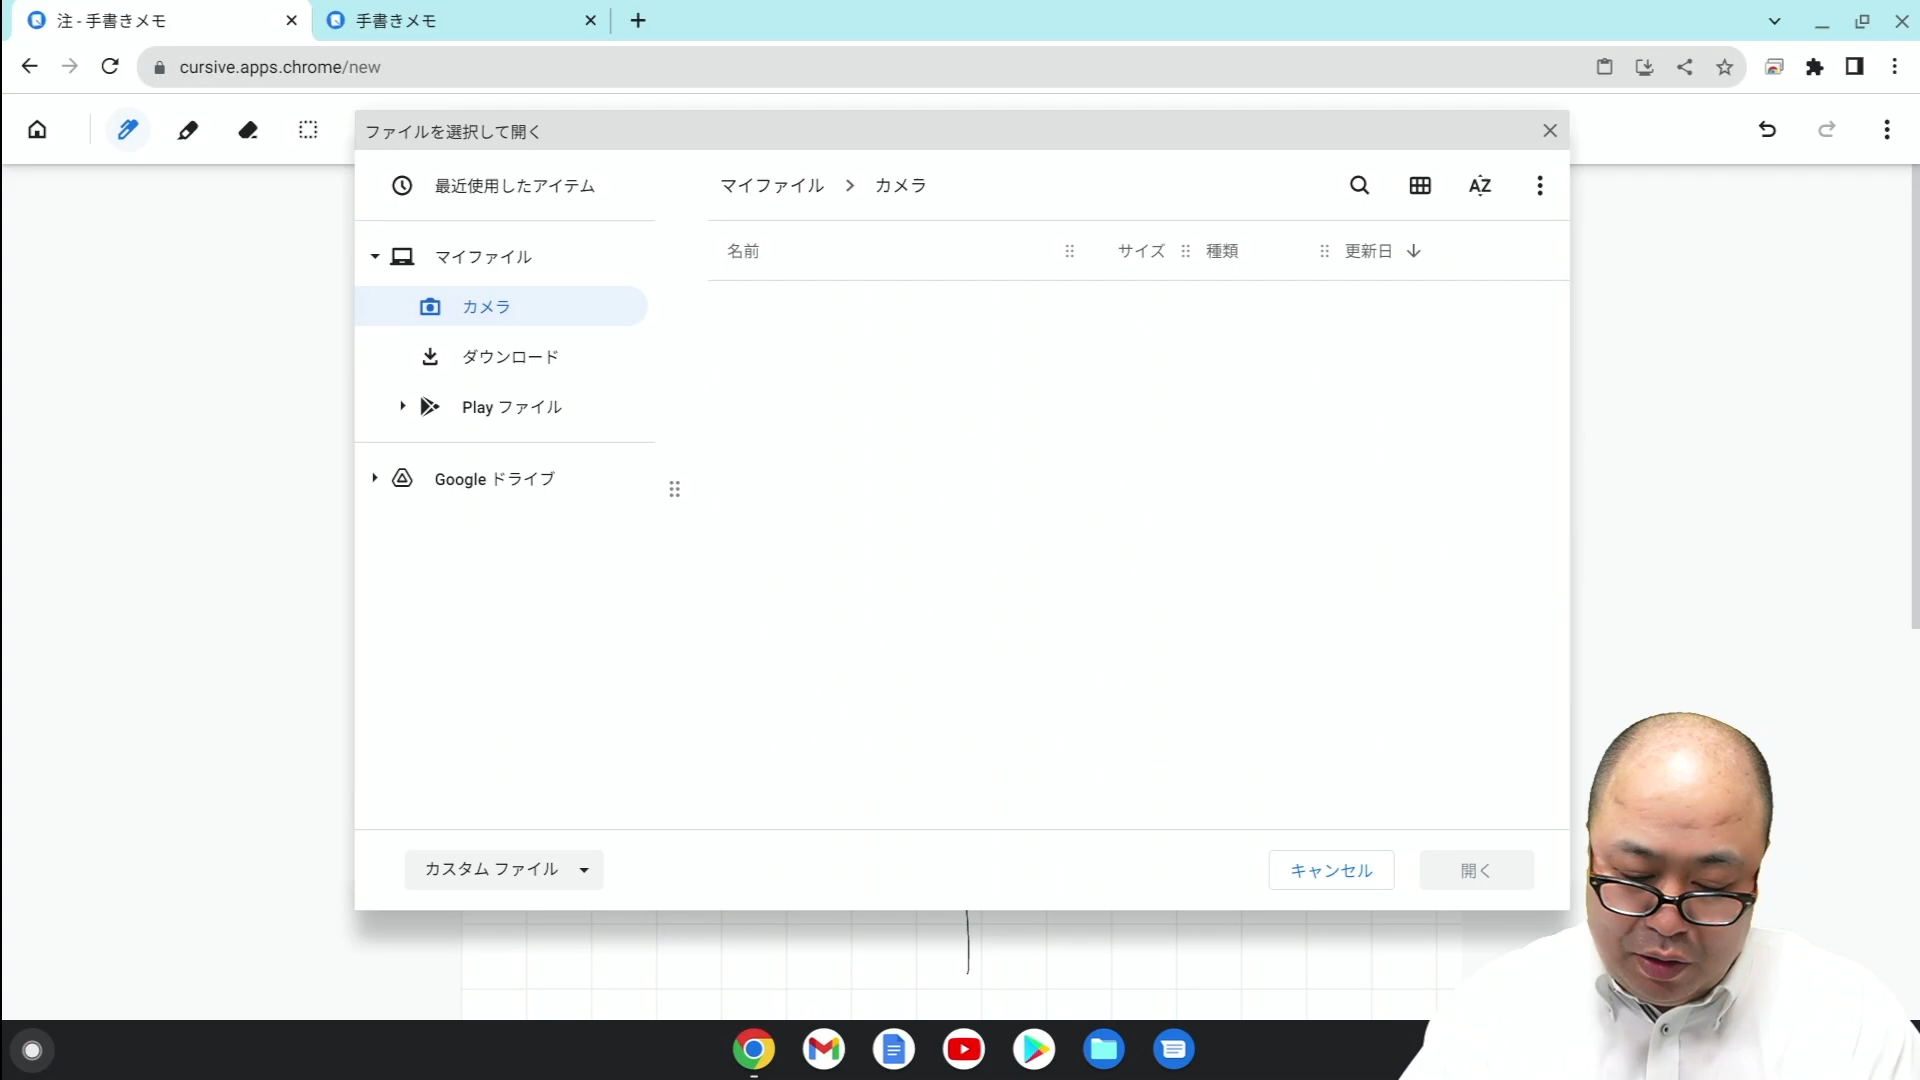 注 - 手書きメモ
手書きメモ
cursive.apps.chrome/new
ファイルを選択して開く
最近使用したアイテム
マイファイル
カメラ
ダウンロード
Play ファイル
Google ドライブ
マイファイル > カメラ
AZ
名前
サイズ
種類
更新日
カスタム ファイル
キャンセル
開く